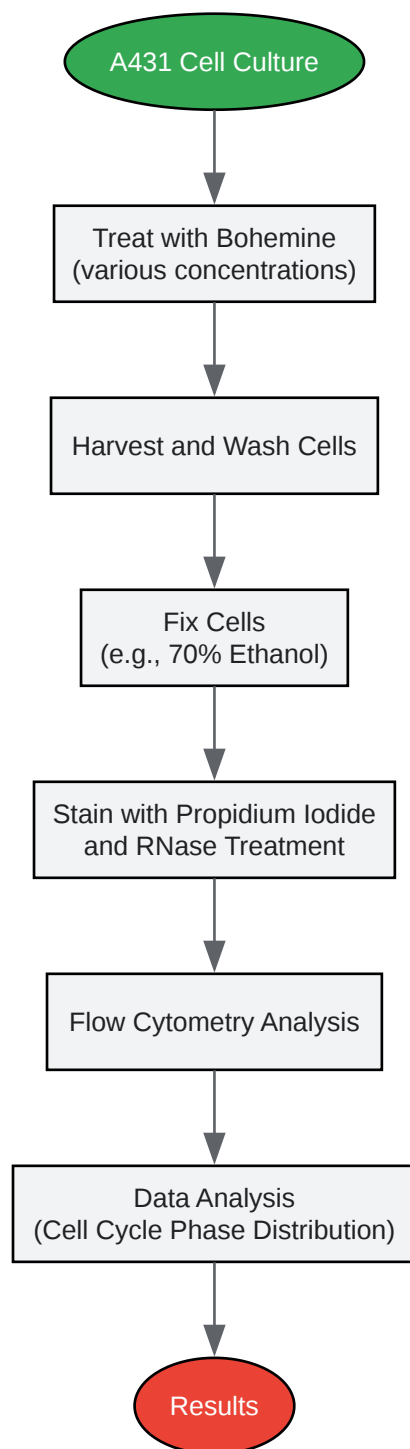 A431 Cell Culture
Treat with Bohemine
(various concentrations)
Harvest and Wash Cells
Fix Cells
(e.g., 70% Ethanol)
Stain with Propidium Iodide
and RNase Treatment
Flow Cytometry Analysis
Data Analysis
(Cell Cycle Phase Distribution)
Results